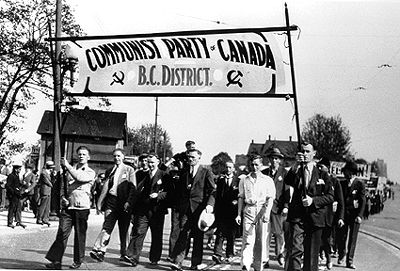 COMMUNIST PARTY OF CANADA
B.C. DISTRICT.